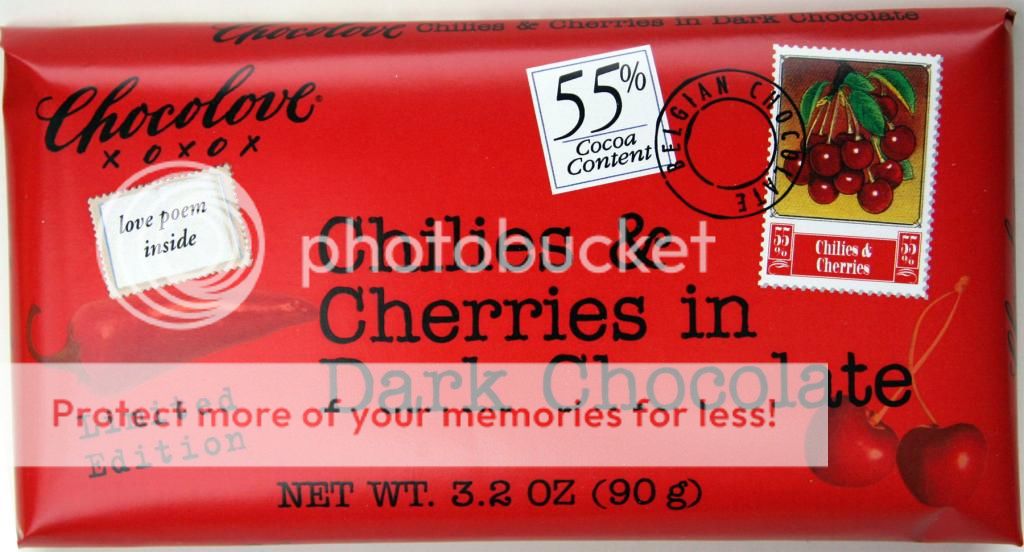 Chocolove Chilies & Cherries in Dark Chocolate
Chocolove®
XOXOX
love poem
inside
55%
Cocoa
Content
BELGIAN CHOCOLATE
55%
Chilies &
Cherries
55%
Chilies &
Cherries in
Dark Chocolate
photobucket
Protect more of your memories for less!
Limited
Edition
NET WT. 3.2 OZ (90 g)